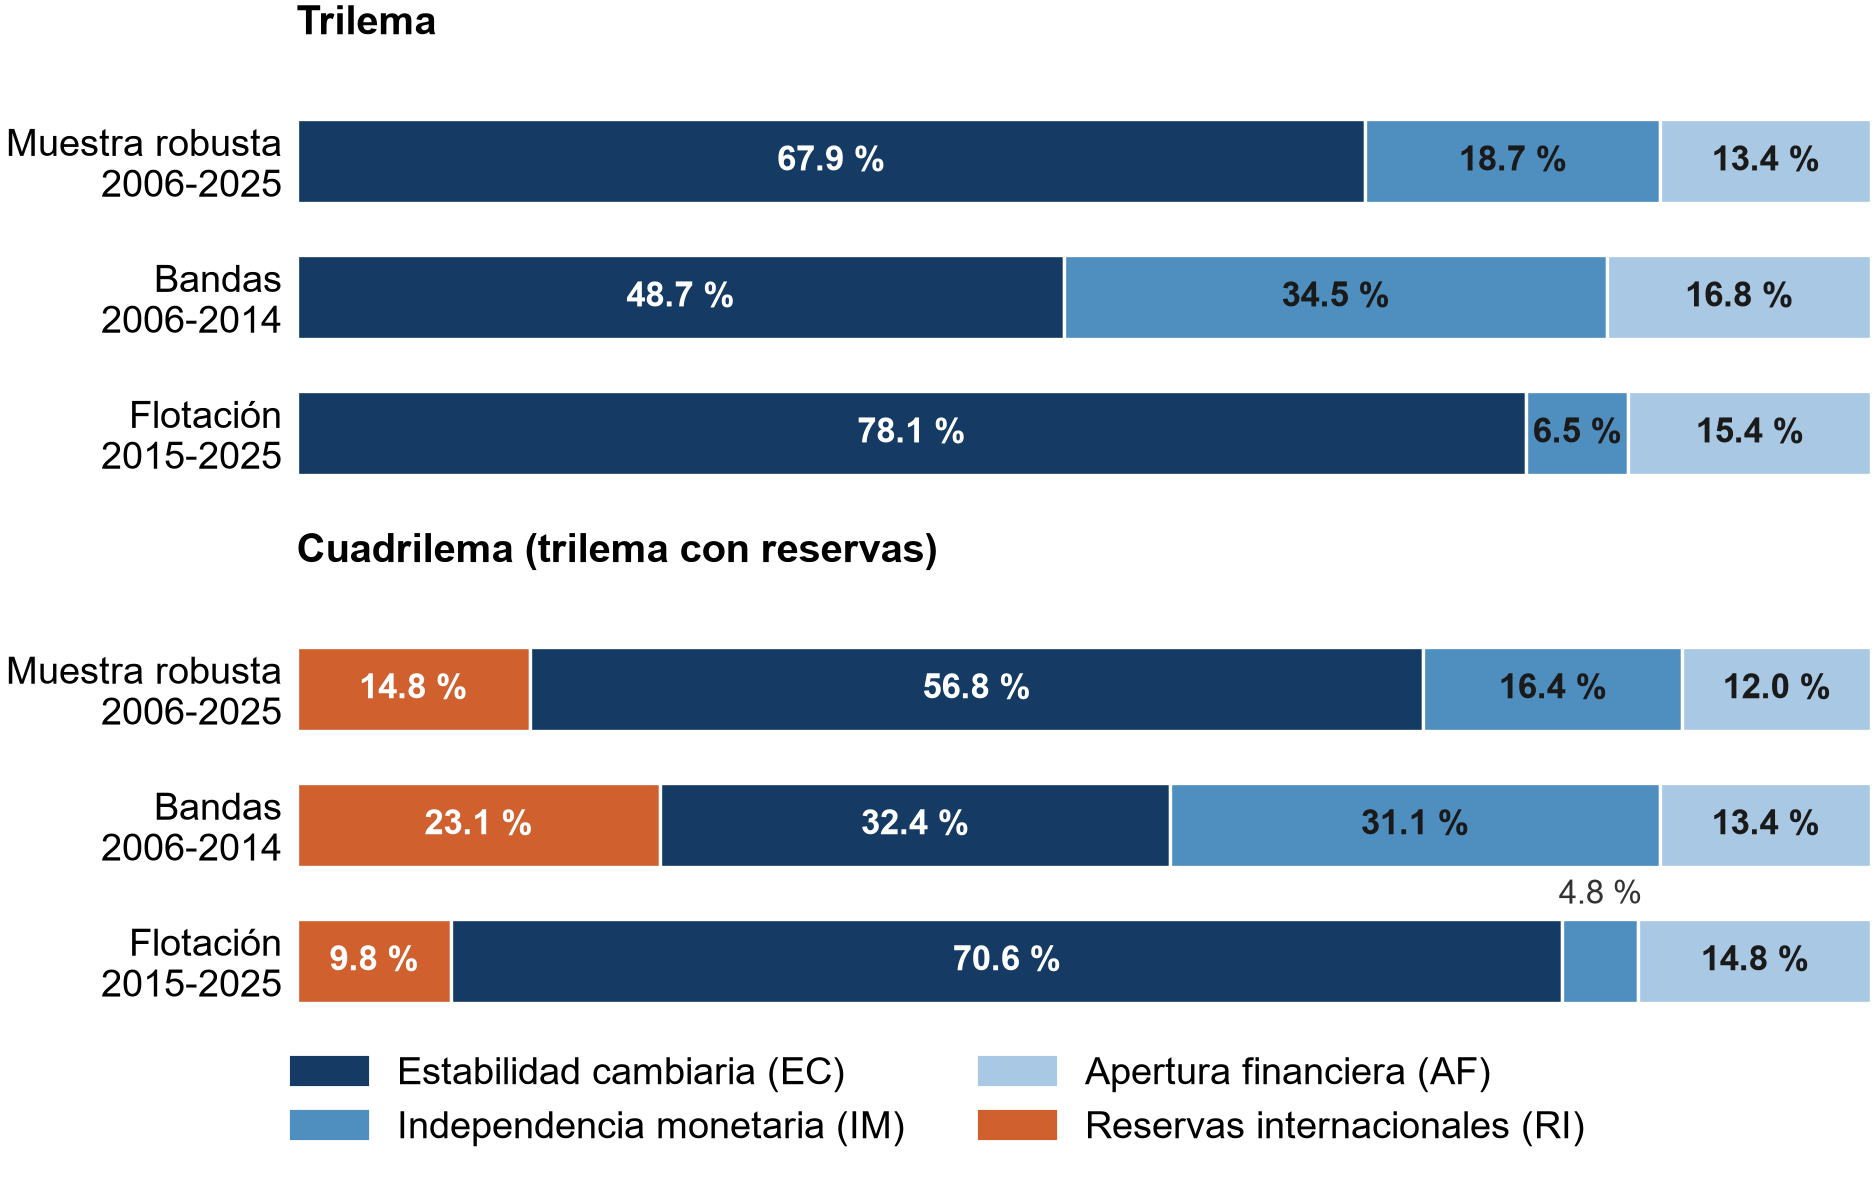 Trilema
Muestra robusta
2006-2025
67.9 %
18.7 %
13.4 %
Bandas
2006-2014
48.7 %
34.5 %
16.8 %
Flotación
2015-2025
78.1 %
6.5 %
15.4 %
Cuadrilema (trilema con reservas)
Muestra robusta
2006-2025
14.8 %
56.8 %
16.4 %
12.0 %
Bandas
2006-2014
23.1 %
32.4 %
31.1 %
13.4 %
Flotación
2015-2025
9.8 %
70.6 %
4.8 %
14.8 %
Estabilidad cambiaria (EC)
Independencia monetaria (IM)
Apertura financiera (AF)
Reservas internacionales (RI)